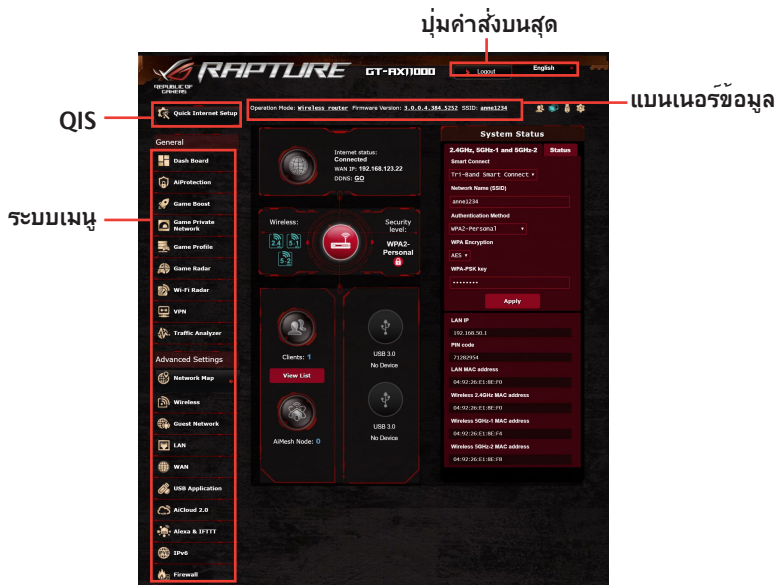 ปุ่มคำสั่งบนสุด
REPUBLIC OF
GAMERS
RAPTURE
GT-AX11000
Logout
English
แบนเนอร์ข้อมูล
QIS
Quick Internet Setup
Operation Mode: Wireless router Firmware Version: 3.0.0.4.384_5252 SSID: anne1234
ระบบเมนู
General
Dash Board
AiProtection
Game Boost
Game Private
Network
Game Profile
Game Radar
Wi-Fi Radar
VPN
Traffic Analyzer
Advanced Settings
Network Map
Wireless
Guest Network
LAN
WAN
USB Application
AiCloud 2.0
Alexa & IFTTT
IPv6
Firewall
Internet status:
Connected
WAN IP: 192.168.123.22
DDNS: GO
Wireless:
2.4
5-1
5-2
Security
level:
WPA2-
Personal
Clients: 1
View List
AiMesh Node: 0
USB 3.0
No Device
USB 3.0
No Device
System Status
2.4GHz, 5GHz-1 and 5GHz-2
Status
Smart Connect
Tri-Band Smart Connect
Network Name (SSID)
anne1234
Authentication Method
WPA2-Personal
WPA Encryption
AES
WPA-PSK key
••••••••
Apply
LAN IP
192.168.50.1
PIN code
71282954
LAN MAC address
04:92:26:E1:8E:F0
Wireless 2.4GHz MAC address
04:92:26:E1:8E:F0
Wireless 5GHz-1 MAC address
04:92:26:E1:8E:F4
Wireless 5GHz-2 MAC address
04:92:26:E1:8E:F8